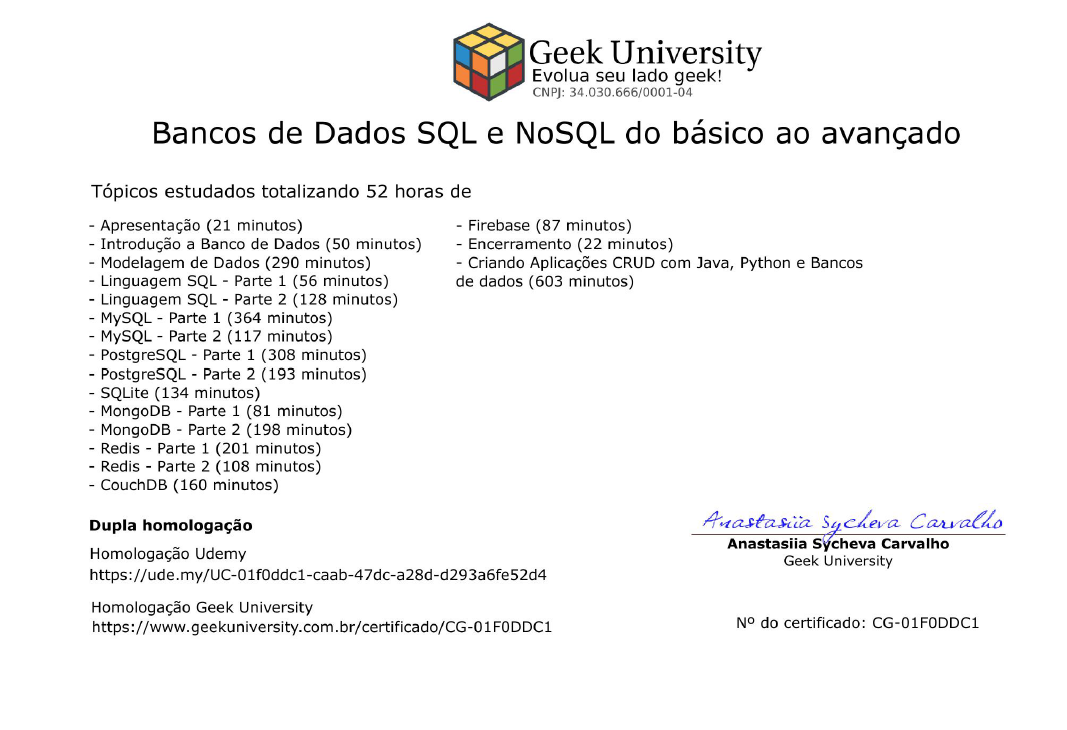 Geek University
Evolua seu lado geek!
CNPJ: 34.030.666/0001-04
Bancos de Dados SQL e NoSQL do básico ao avançado
Tópicos estudados totalizando 52 horas de
- Apresentação (21 minutos)
- Introdução a Banco de Dados (50 minutos)
- Modelagem de Dados (290 minutos)
- Linguagem SQL - Parte 1 (56 minutos)
- Linguagem SQL - Parte 2 (128 minutos)
- MySQL - Parte 1 (364 minutos)
- MySQL - Parte 2 (117 minutos)
- PostgreSQL - Parte 1 (308 minutos)
- PostgreSQL - Parte 2 (193 minutos)
- SQLite (134 minutos)
- MongoDB - Parte 1 (81 minutos)
- MongoDB - Parte 2 (198 minutos)
- Redis - Parte 1 (201 minutos)
- Redis - Parte 2 (108 minutos)
- CouchDB (160 minutos)
- Firebase (87 minutos)
- Encerramento (22 minutos)
- Criando Aplicações CRUD com Java, Python e Bancos
de dados (603 minutos)
Dupla homologação
Homologação Udemy
https://ude.my/UC-01f0ddc1-caab-47dc-a28d-d293a6fe52d4
Homologação Geek University
https://www.geekuniversity.com.br/certificado/CG-01F0DDC1
Anastasiia Sycheva Carvalho
Anastasiia Sycheva Carvalho
Geek University
Nº do certificado: CG-01F0DDC1